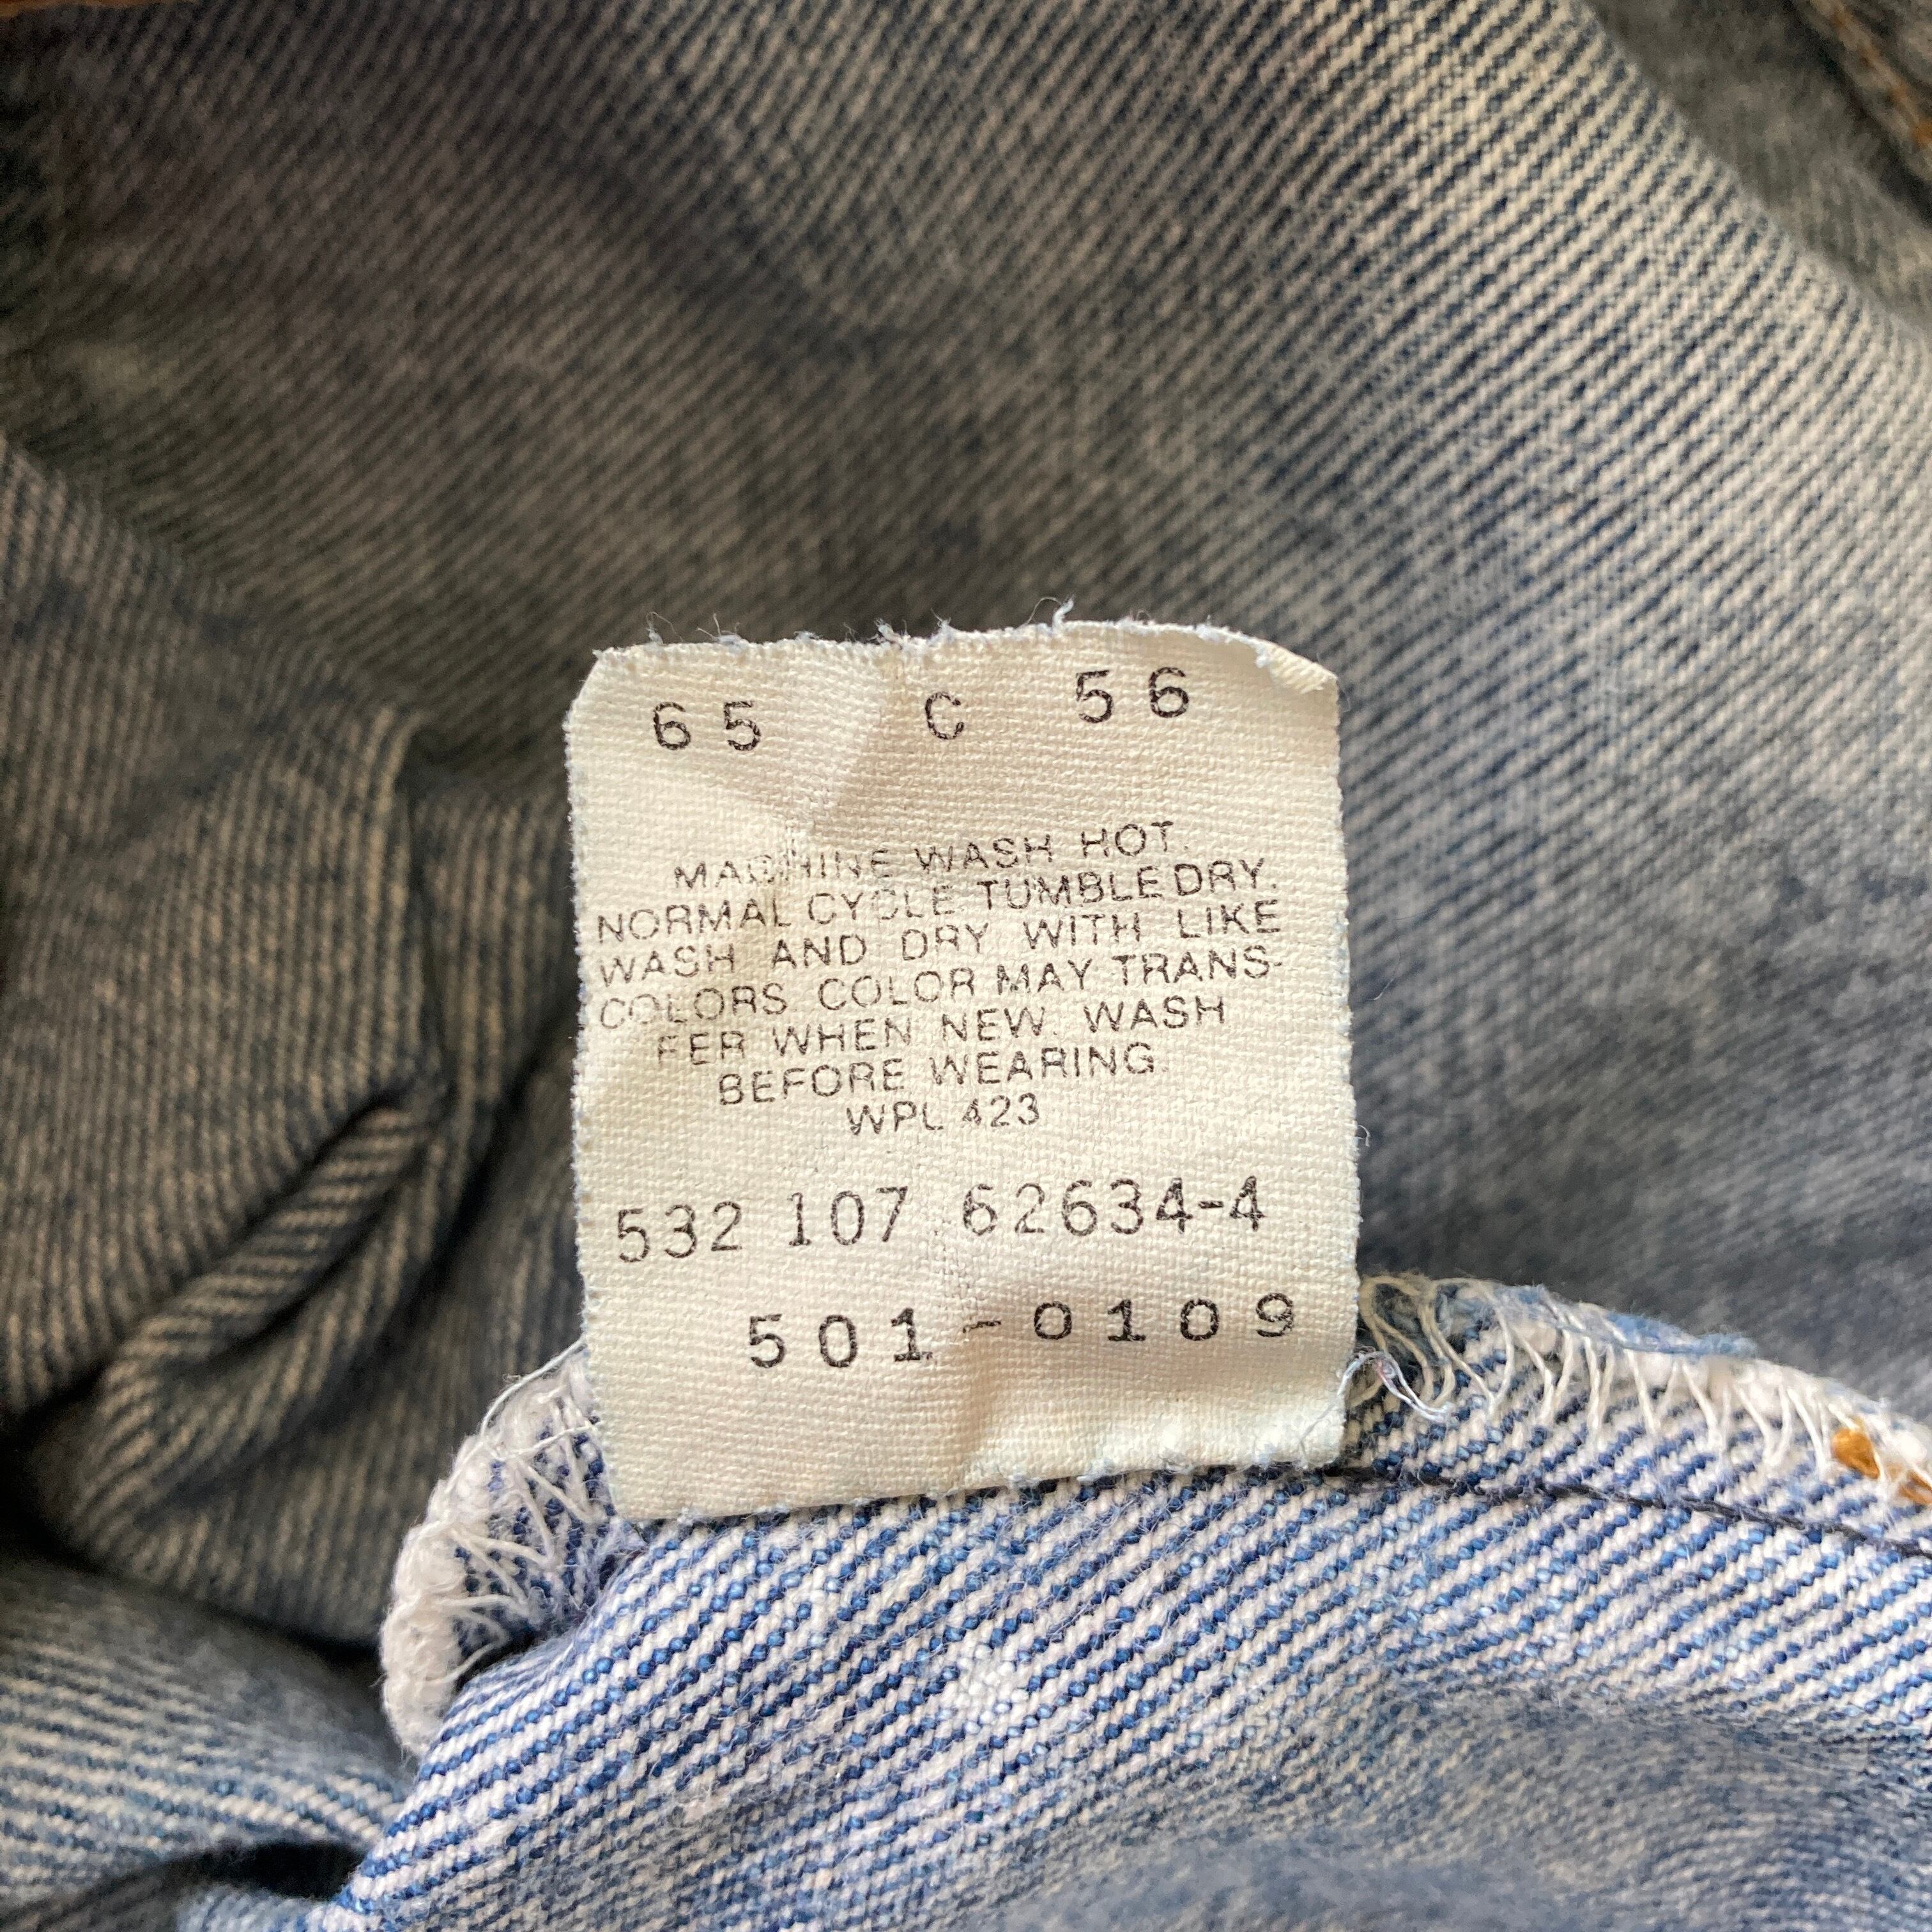 65 C 56
MACHINE WASH HOT.
NORMAL CYCLE TUMBLE DRY.
WASH AND DRY WITH LIKE
COLORS COLOR MAY TRANS-
FER WHEN NEW. WASH
BEFORE WEARING.
WPL 423
532 107 62634-4
501-0109